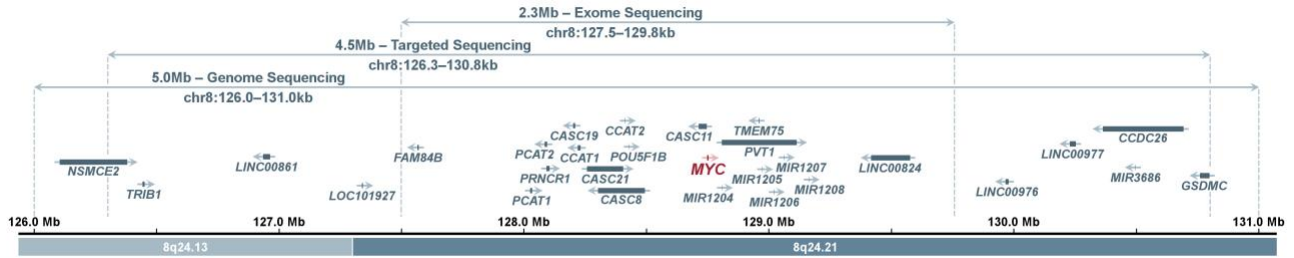 2.3Mb – Exome Sequencing
chr8:127.5–129.8kb
4.5Mb – Targeted Sequencing
chr8:126.3–130.8kb
5.0Mb – Genome Sequencing
chr8:126.0–131.0kb
CASC19 CCAT2 CASC11 TMEM75
CCDC26
NSMCE2 LINC00861 FAM84B PCAT2 CCAT1 POU5F1B MYC PVT1 LINC00824 LINC00977
TRIB1 LOC101927 PRNCR1 CASC21 MIR1205 MIR1207 MIR3686 GSDMC
PCAT1 CASC8 MIR1204 MIR1206 MIR1208 LINC00976
126.0 Mb 127.0 Mb 128.0 Mb 129.0 Mb 130.0 Mb 131.0 Mb
8q24.13 8q24.21